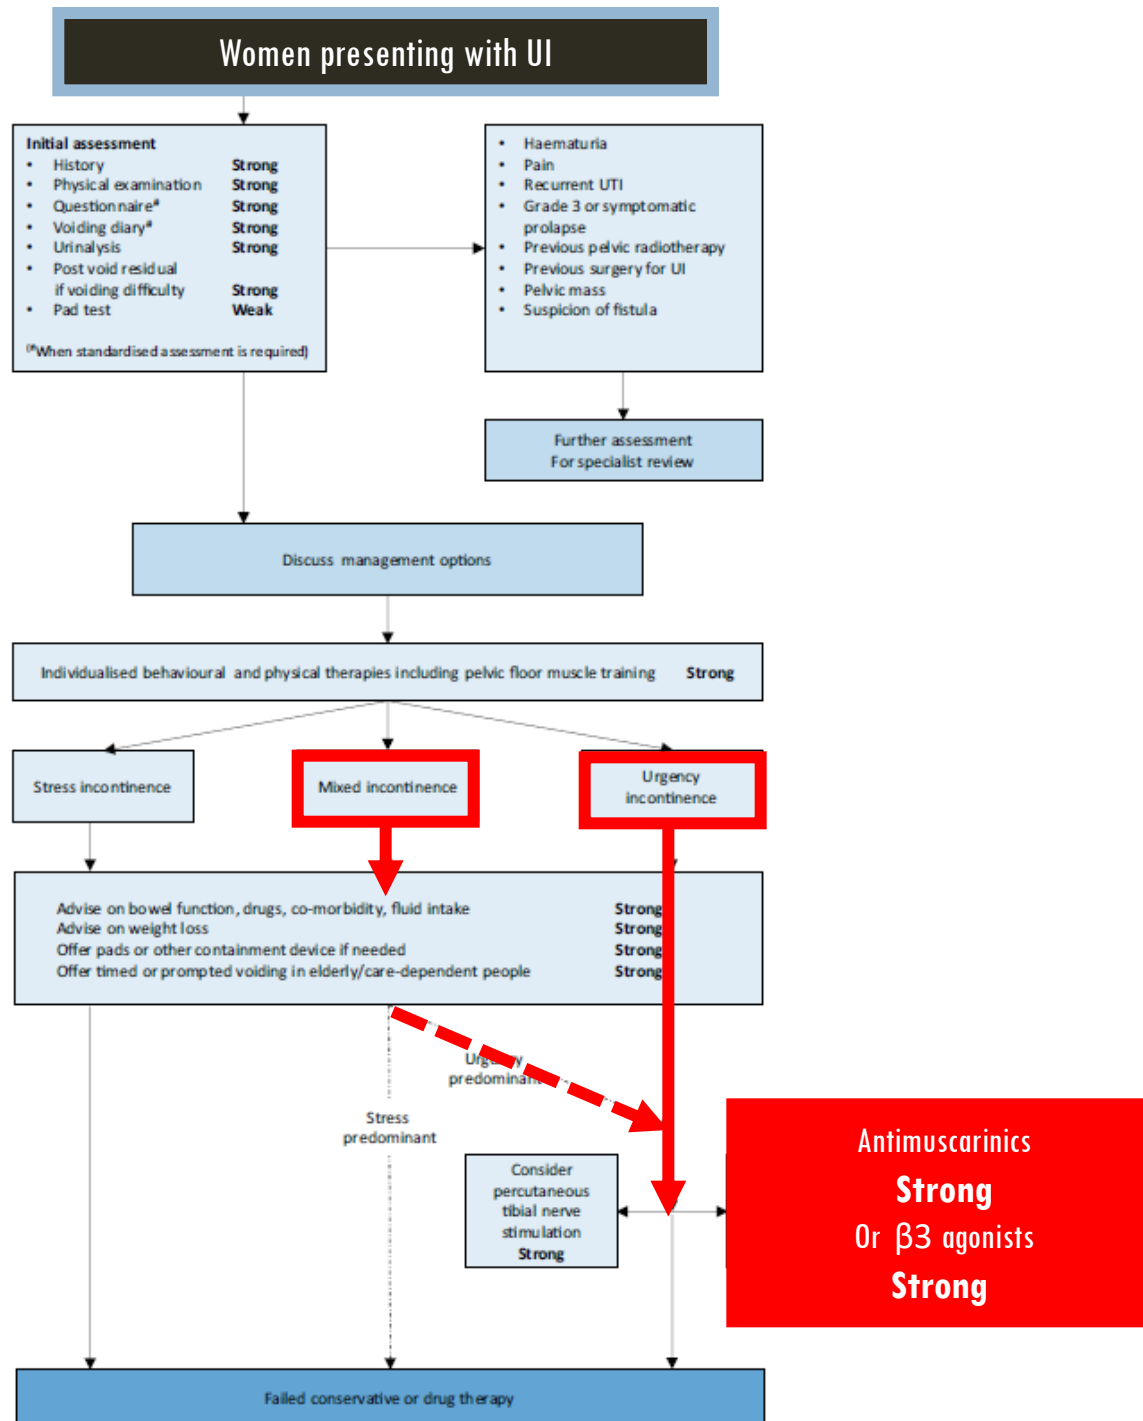 Women presenting with UI
Initial assessment
• History Strong
• Physical examination Strong
• Questionnaire# Strong
• Voiding diary# Strong
• Urinalysis Strong
• Post void residual
if voiding difficulty Strong
• Pad test Weak
(#When standardised assessment is required)
• Haematuria
• Pain
• Recurrent UTI
• Grade 3 or symptomatic
prolapse
• Previous pelvic radiotherapy
• Previous surgery for UI
• Pelvic mass
• Suspicion of fistula
Further assessment
For specialist review
Discuss management options
Individualised behavioural and physical therapies including pelvic floor muscle training Strong
Stress incontinence
Mixed incontinence
Urgency
incontinence
Advise on bowel function, drugs, co-morbidity, fluid intake Strong
Advise on weight loss Strong
Offer pads or other containment device if needed Strong
Offer timed or prompted voiding in elderly/care-dependent people Strong
Urgency
predominant
Stress
predominant
Consider
percutaneous
tibial nerve
stimulation
Strong
Antimuscarinics
Strong
Or β3 agonists
Strong
Failed conservative or drug therapy